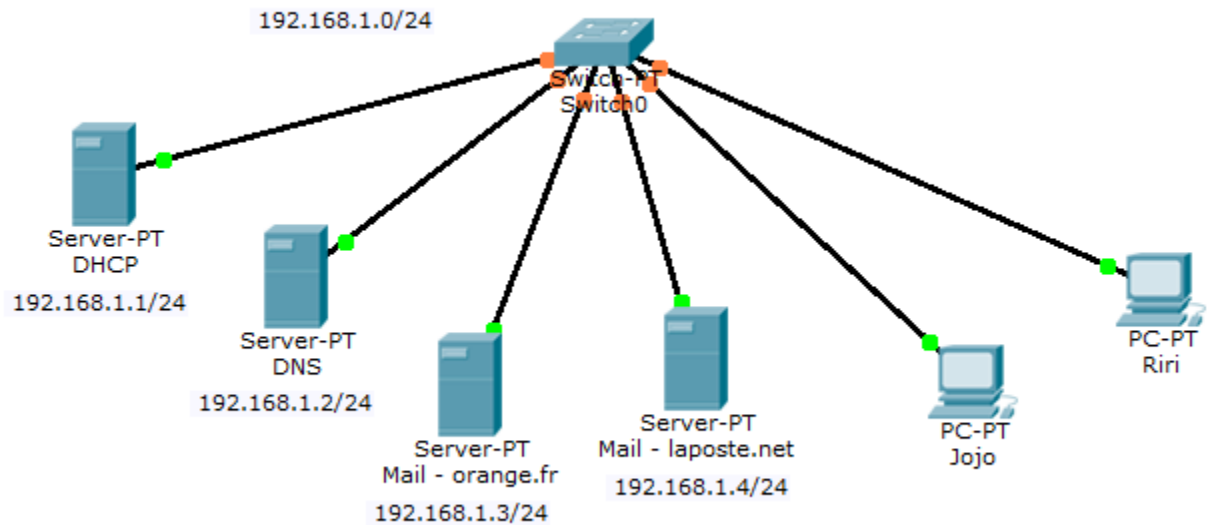 192.168.1.0/24
Switch-PT
Switch0
Server-PT
DHCP
192.168.1.1/24
Server-PT
DNS
192.168.1.2/24
Server-PT
Mail - orange.fr
192.168.1.3/24
Server-PT
Mail - laposte.net
192.168.1.4/24
PC-PT
Jojo
PC-PT
Riri